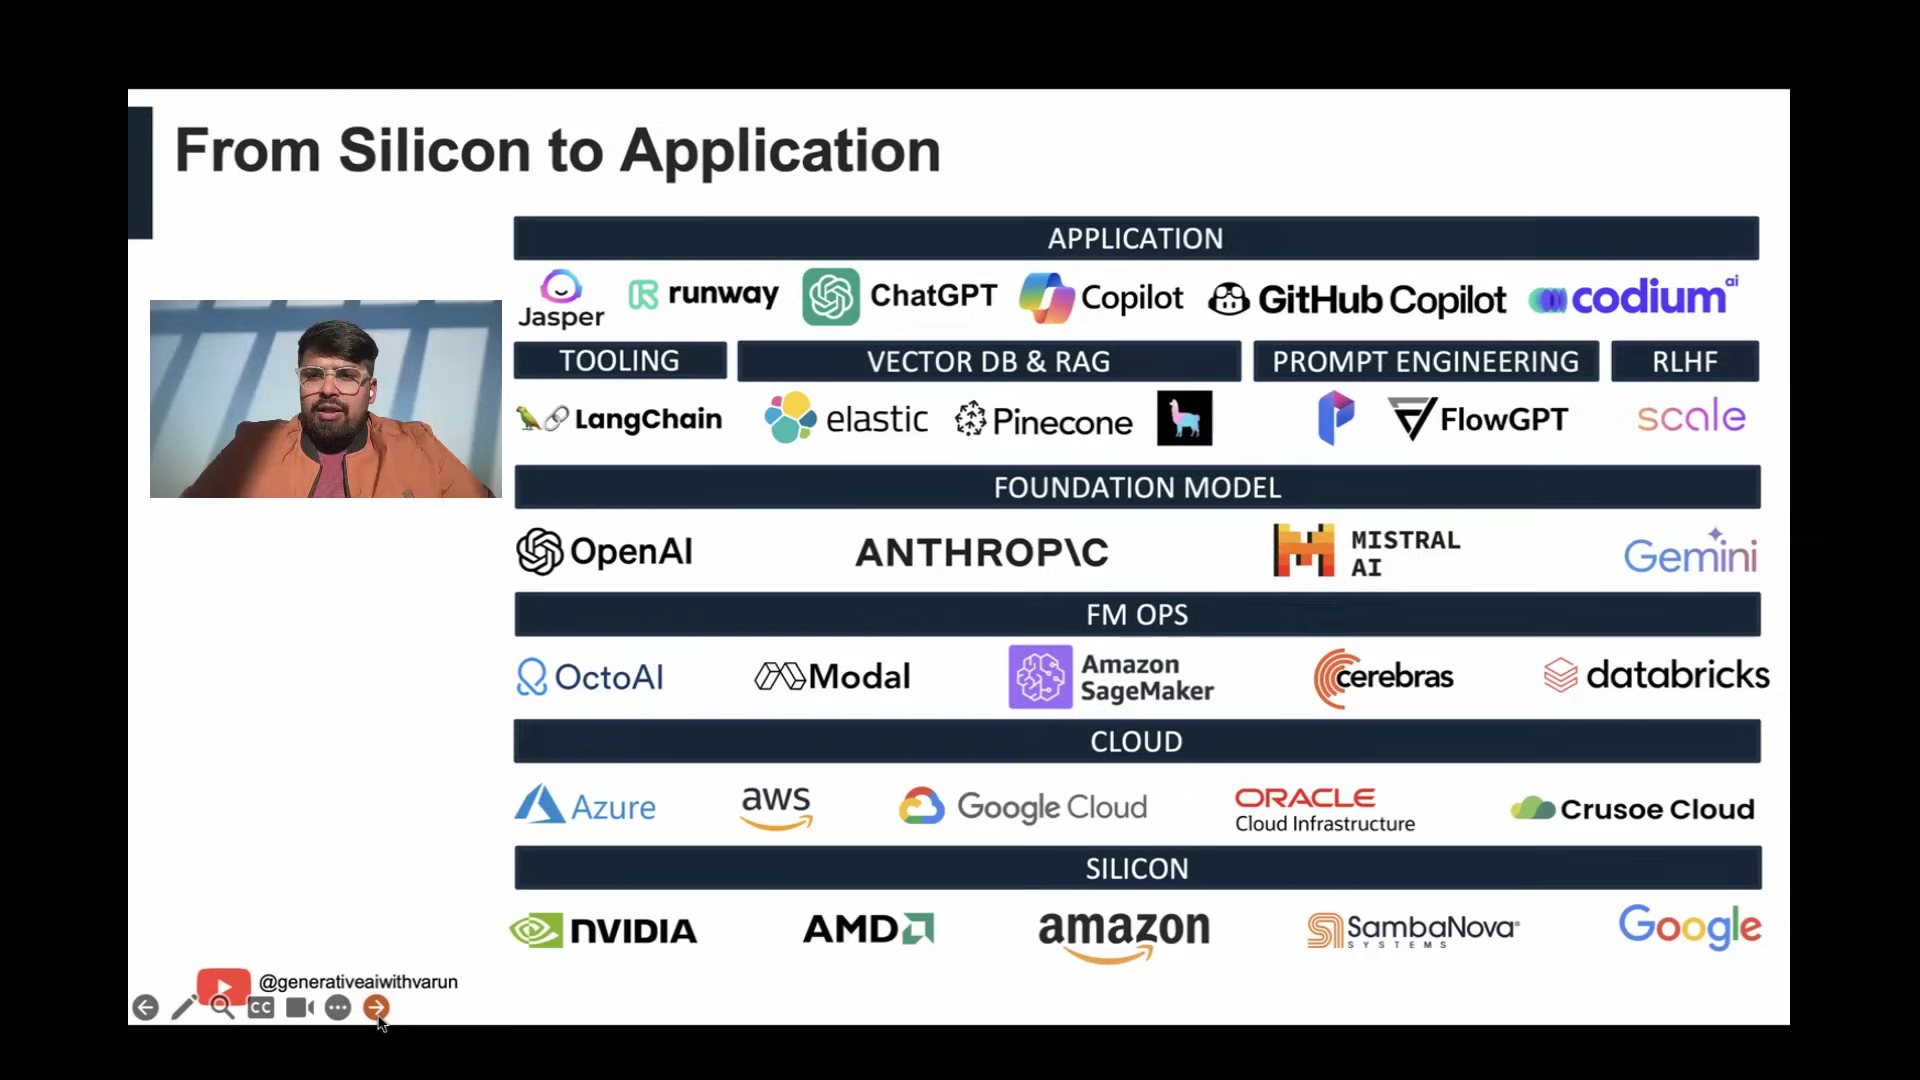 From Silicon to Application
APPLICATION
Jasper runway ChatGPT Copilot GitHub Copilot codium ai
TOOLING VECTOR DB & RAG PROMPT ENGINEERING RLHF
LangChain elastic Pinecone FlowGPT scale
FOUNDATION MODEL
OpenAI ANTHROP\C MISTRAL AI Gemini
FM OPS
OctoAI Modal Amazon SageMaker cerebras databricks
CLOUD
Azure aws Google Cloud ORACLE Cloud Infrastructure Crusoe Cloud
SILICON
NVIDIA AMD amazon SambaNova SYSTEMS Google
@generativeaiwithvarun
CC